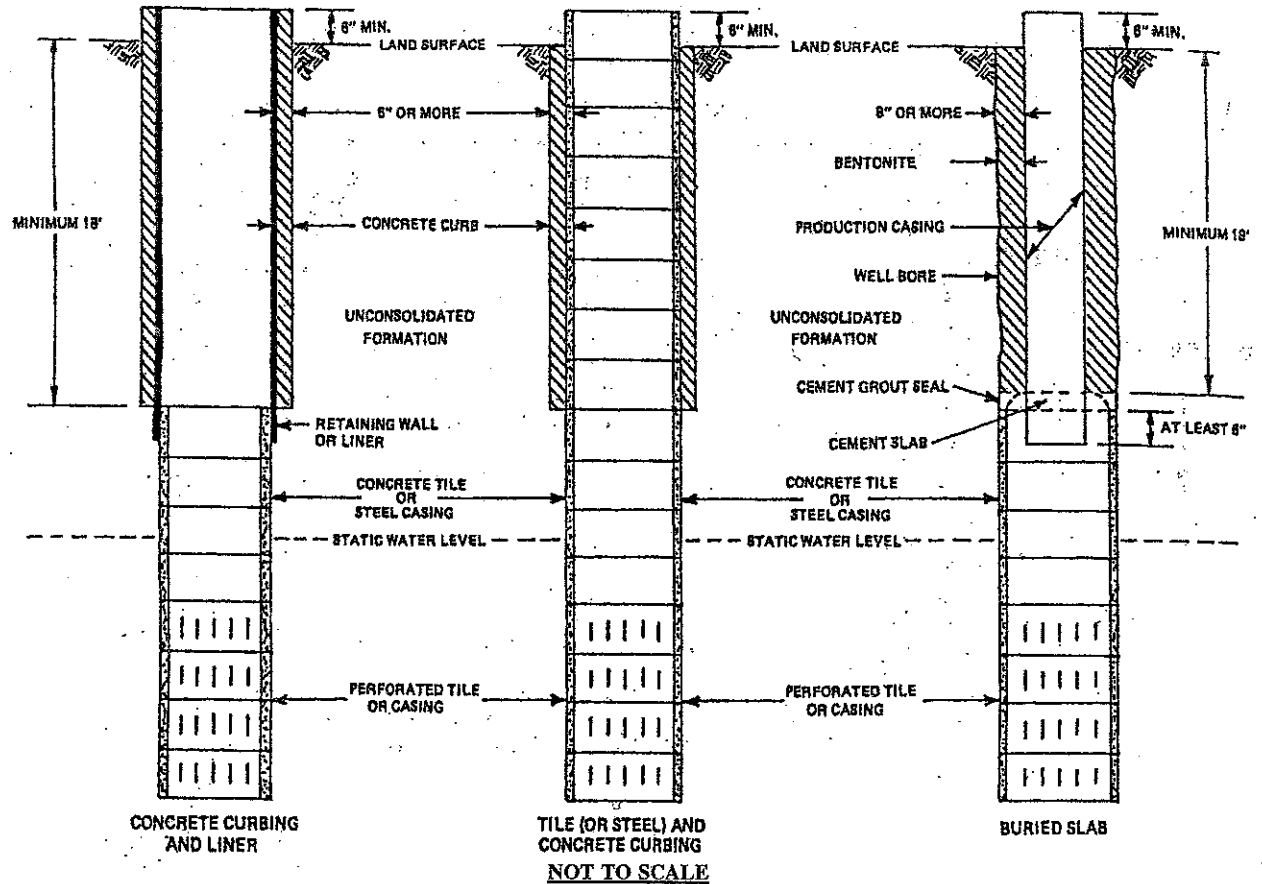 6" MIN.
6" MIN.
6" MIN.
LAND SURFACE
LAND SURFACE
6" OR MORE
8" OR MORE
BENTONITE
MINIMUM 18'
CONCRETE CURB
PRODUCTION CASING
MINIMUM 18'
WELL BORE
UNCONSOLIDATED
FORMATION
UNCONSOLIDATED
FORMATION
CEMENT GROUT SEAL
RETAINING WALL
OR LINER
AT LEAST 6"
CEMENT SLAB
CONCRETE TILE
OR
STEEL CASING
CONCRETE TILE
OR
STEEL CASING
STATIC WATER LEVEL
STATIC WATER LEVEL
PERFORATED TILE
OR CASING
PERFORATED TILE
OR CASING
CONCRETE CURBING
AND LINER
TILE (OR STEEL) AND
CONCRETE CURBING
BURIED SLAB
NOT TO SCALE